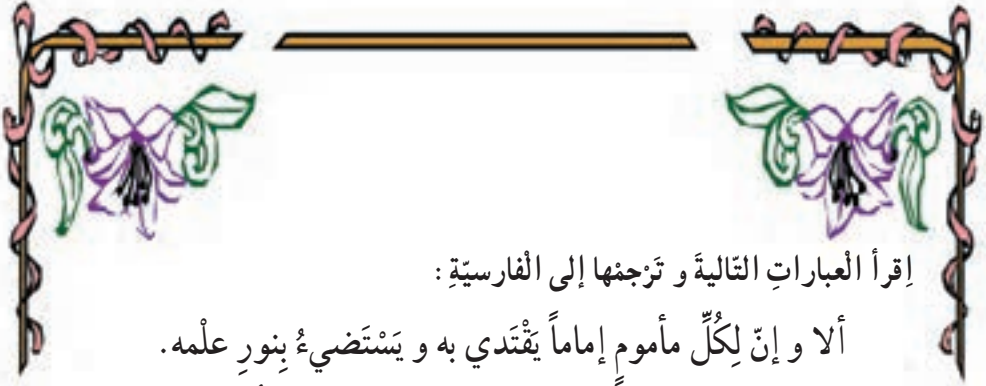 اِقرأ الْعباراتِ التّاليةَ و تَرْجمْها إلى الْفارسيّةِ :
ألا و إنّ لِكُلِّ مأمومٍ إماماً يَقْتَدي به و يَسْتَضيءُ بِنورِ علْمه.